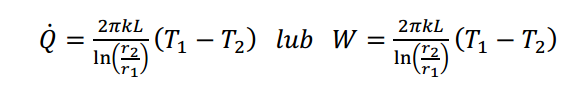 Q̇ = 2πkL / ln(r₂/r₁) (T₁ − T₂) lub W = 2πkL / ln(r₂/r₁) (T₁ − T₂)